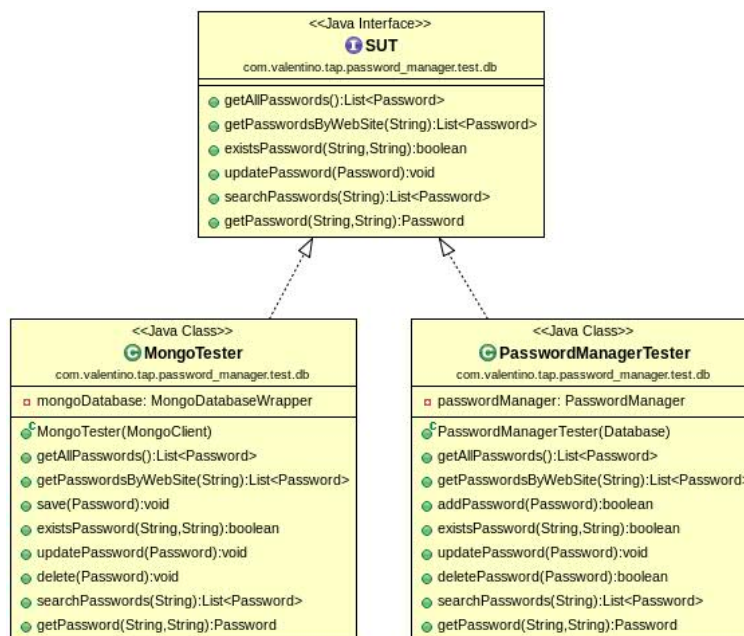 <<Java Interface>>
SUT
com.valentino.tap.password_manager.test.db
getAllPasswords():List<Password>
getPasswordsByWebSite(String):List<Password>
existsPassword(String,String):boolean
updatePassword(Password):void
searchPasswords(String):List<Password>
getPassword(String,String):Password
<<Java Class>>
MongoTester
com.valentino.tap.password_manager.test.db
mongoDatabase: MongoDatabaseWrapper
MongoTester(MongoClient)
getAllPasswords():List<Password>
getPasswordsByWebSite(String):List<Password>
save(Password):void
existsPassword(String,String):boolean
updatePassword(Password):void
delete(Password):void
searchPasswords(String):List<Password>
getPassword(String,String):Password
<<Java Class>>
PasswordManagerTester
com.valentino.tap.password_manager.test.db
passwordManager: PasswordManager
PasswordManagerTester(Database)
getAllPasswords():List<Password>
getPasswordsByWebSite(String):List<Password>
addPassword(Password):boolean
existsPassword(String,String):boolean
updatePassword(Password):void
deletePassword(Password):boolean
searchPasswords(String):List<Password>
getPassword(String,String):Password